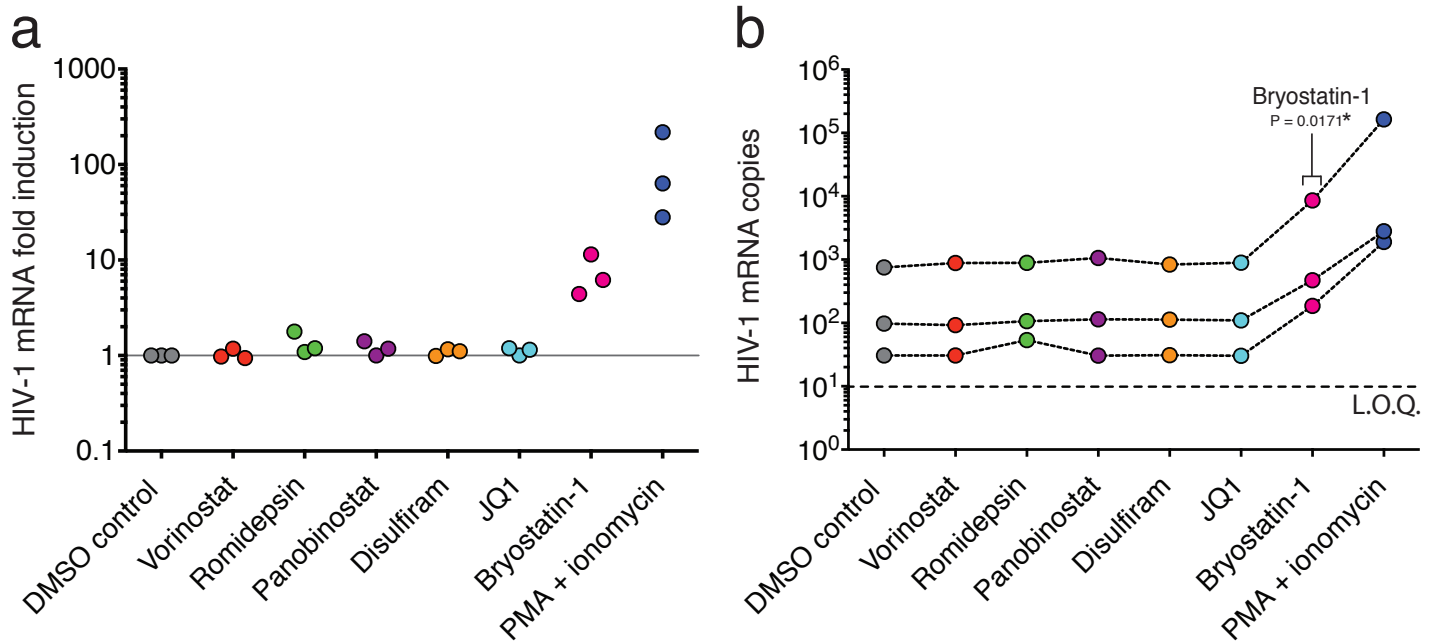 a
HIV-1 mRNA fold induction
1000
100
10
1
0.1
DMSO control
Vorinostat
Romidepsin
Panobinostat
Disulfiram
JQ1
Bryostatin-1
PMA + ionomycin
b
HIV-1 mRNA copies
10⁶
10⁵
10⁴
10³
10²
10¹
10⁰
Bryostatin-1
P = 0.0171*
L.O.Q.
DMSO control
Vorinostat
Romidepsin
Panobinostat
Disulfiram
JQ1
Bryostatin-1
PMA + ionomycin